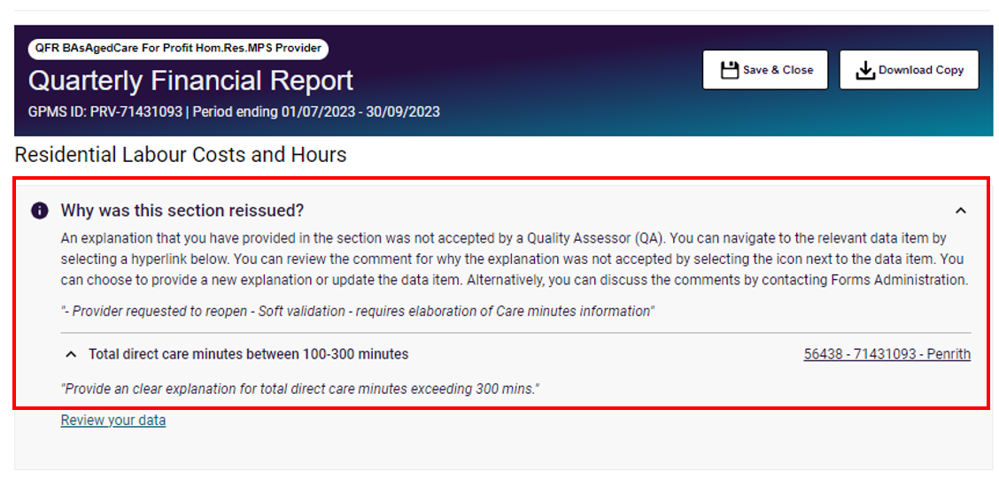 QFR BAsAgedCare For Profit Hom.Res.MPS Provider
Quarterly Financial Report
GPMS ID: PRV-71431093 | Period ending 01/07/2023 - 30/09/2023
Save & Close
Download Copy
Residential Labour Costs and Hours
Why was this section reissued?
An explanation that you have provided in the section was not accepted by a Quality Assessor (QA). You can navigate to the relevant data item by
selecting a hyperlink below. You can review the comment for why the explanation was not accepted by selecting the icon next to the data item. You
can choose to provide a new explanation or update the data item. Alternatively, you can discuss the comments by contacting Forms Administration.
"- Provider requested to reopen - Soft validation - requires elaboration of Care minutes information"
Total direct care minutes between 100-300 minutes
56438 - 71431093 - Penrith
"Provide an clear explanation for total direct care minutes exceeding 300 mins."
Review your data